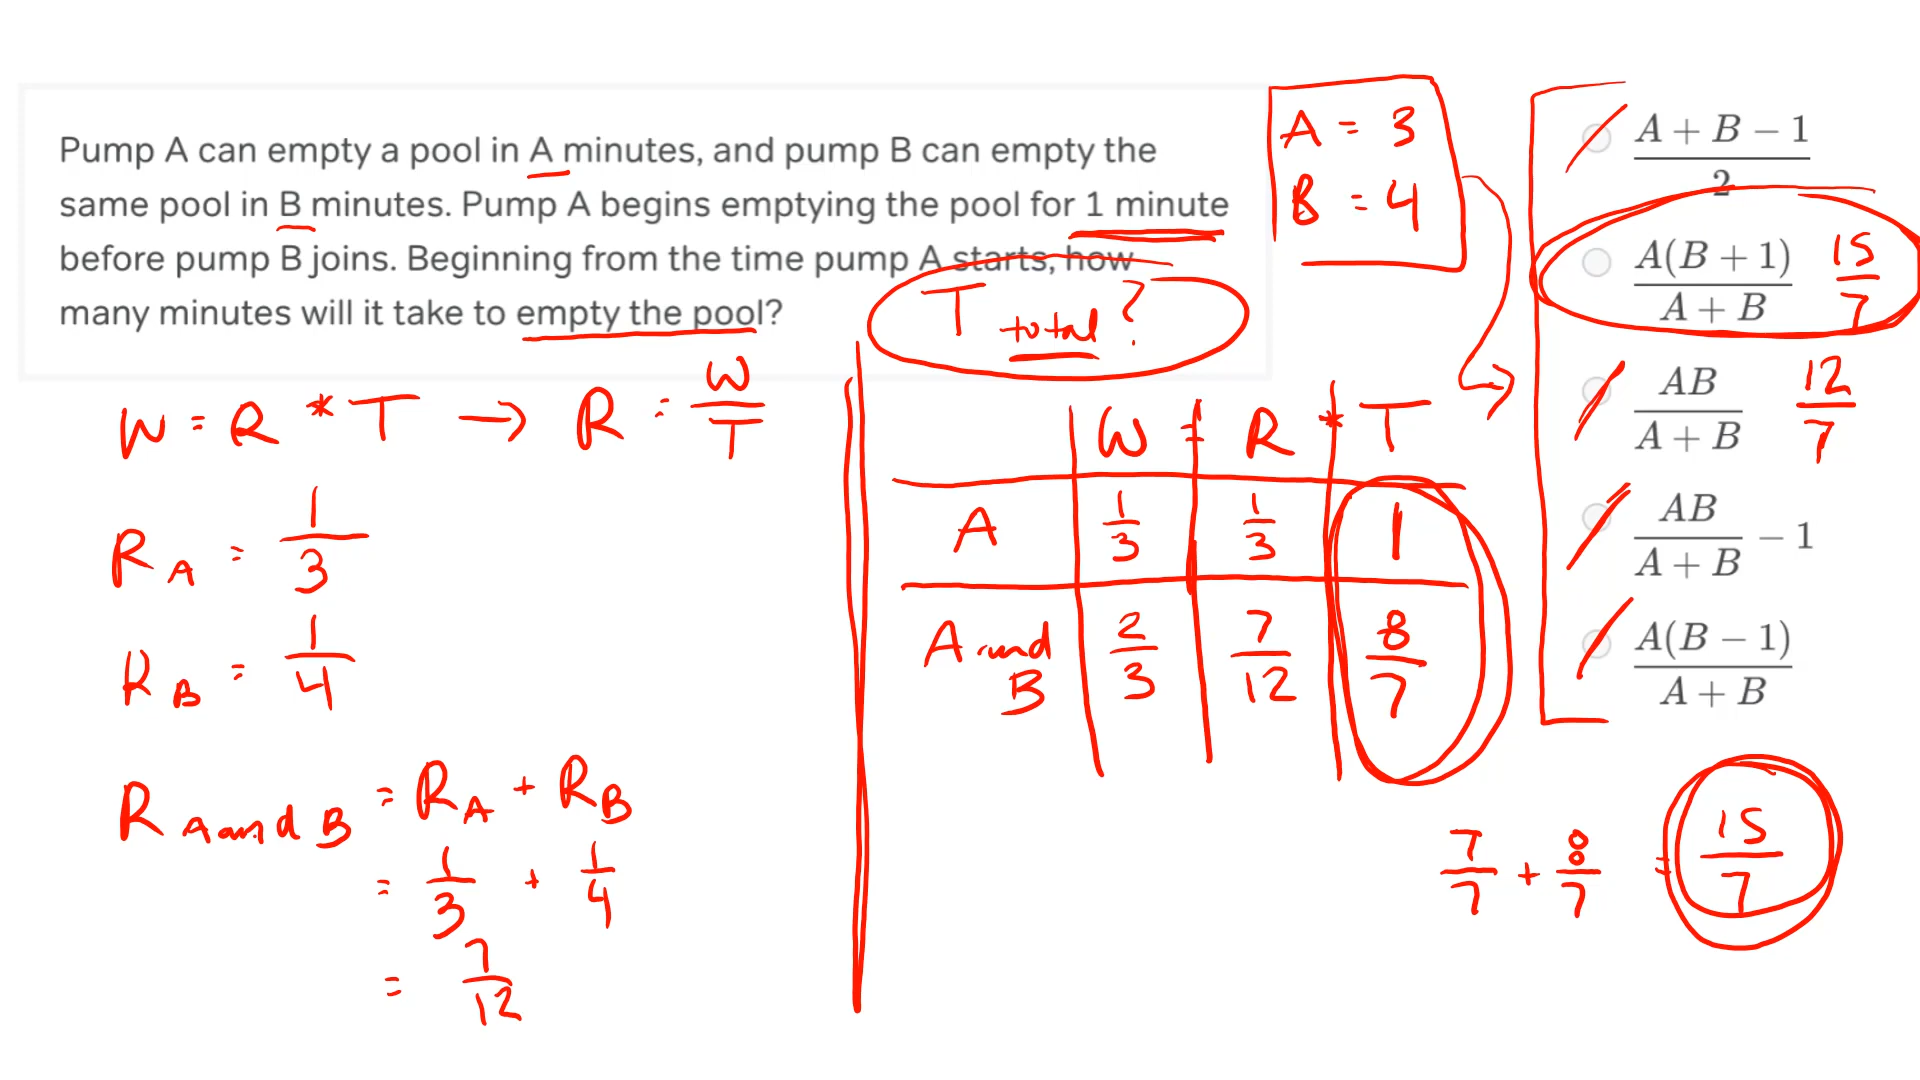 Pump A can empty a pool in A minutes, and pump B can empty the
same pool in B minutes. Pump A begins emptying the pool for 1 minute
before pump B joins. Beginning from the time pump A starts, how
many minutes will it take to empty the pool?
T total?
A = 3
B = 4
W = R * T → R = W/T
R A = 1/3
R B = 1/4
R A and B = R A + R B
= 1/3 + 1/4
= 7/12
W = R * T
A 1/3 1/3 1
A and B 2/3 7/12 8/7
7/7 + 8/7 = 15/7
(A + B − 1)/2
A(B + 1)/(A + B) 15/7
AB/(A + B) 12/7
AB/(A + B) − 1
A(B − 1)/(A + B)